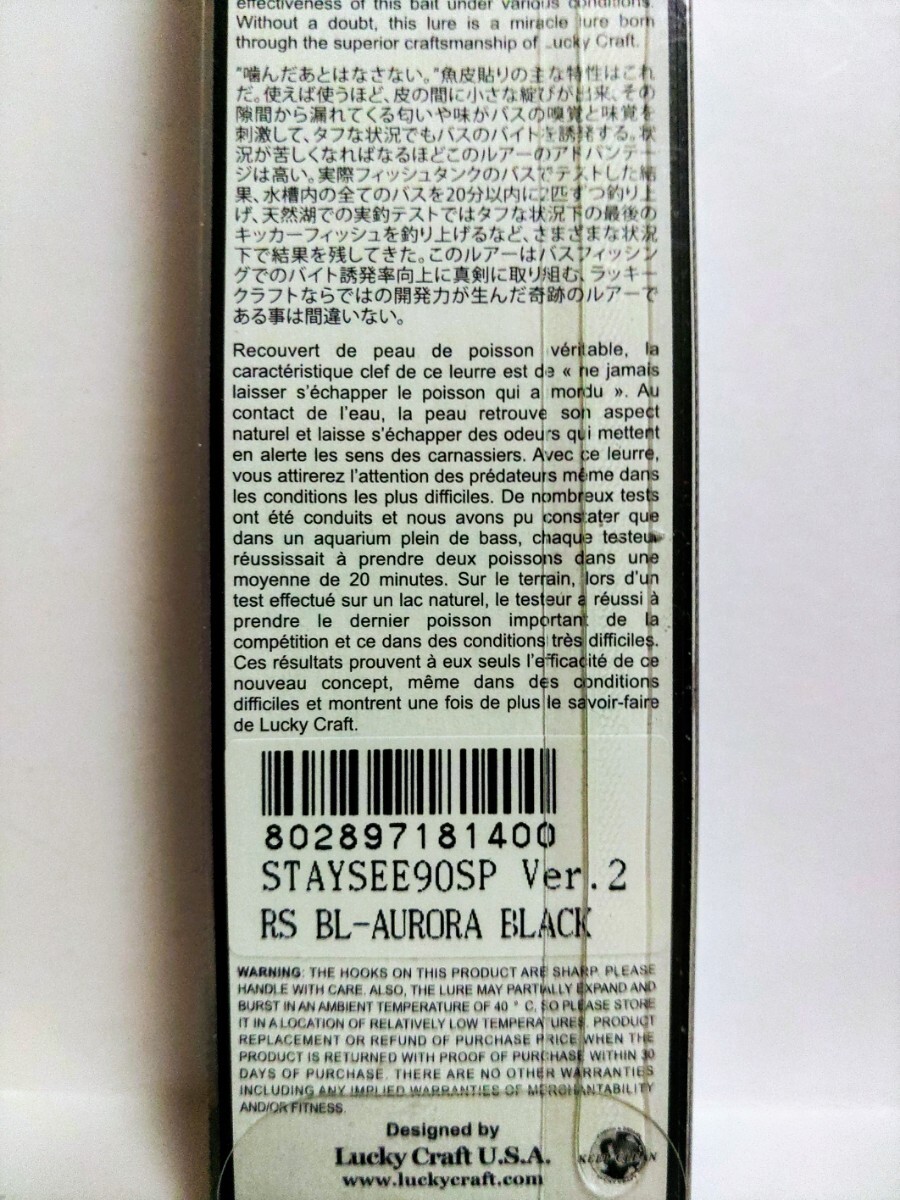 effectiveness of this bait under various conditions.
Without a doubt, this lure is a miracle lure born
through the superior craftsmanship of Lucky Craft.
"噛んだあとはなさない。"魚皮貼りの主な特性はこれ
だ。使えば使うほど、皮の間に小さな綻びが出来、その
隙間から漏れてくる匂いや味がバスの嗅覚と味覚を
刺激して、タフな状況でもバスのバイトを誘発する。状
況が苦しくなればなるほどこのルアーのアドバンテー
ジは高い。実際フィッシュタンクのバスでテストした結
果、水槽内の全てのバスを20分以内に2匹ずつ釣り上
げ、天然湖での実釣テストではタフな状況下の最後の
キッカーフィッシュを釣り上げるなど、さまざまな状況
下で結果を残してきた。このルアーはバスフィッシン
グでのバイト誘発率向上に真剣に取り組む、ラッキー
クラフトならではの開発力が生んだ奇跡のルアーで
ある事は間違いない。
Recouvert de peau de poisson véritable, la
caractéristique clef de ce leurre est de « ne jamais
laisser s'échapper le poisson qui a mordu ». Au
contact de l'eau, la peau retrouve son aspect
naturel et laisse s'échapper des odeurs qui mettent
en alerte les sens des carnassiers. Avec ce leurre,
vous attirerez l'attention des prédateurs même dans
les conditions les plus difficiles. De nombreux tests
ont été conduits et nous avons pu constater que
dans un aquarium plein de bass, chaque testeur
réussissait à prendre deux poissons dans une
moyenne de 20 minutes. Sur le terrain, lors d'un
test effectué sur un lac naturel, le testeur a réussi à
prendre le dernier poisson important de la
compétition et ce dans des conditions très difficiles.
Ces résultats prouvent à eux seuls l'efficacité de ce
nouveau concept, même dans des conditions
difficiles et montrent une fois de plus le savoir-faire
de Lucky Craft.
802897181400
STAYSEE90SP Ver.2
RS BL-AURORA BLACK
WARNING: THE HOOKS ON THIS PRODUCT ARE SHARP. PLEASE
HANDLE WITH CARE. ALSO, THE LURE MAY PARTIALLY EXPAND AND
BURST IN AN AMBIENT TEMPERATURE OF 40 ° C, SO PLEASE STORE
IT IN A LOCATION OF RELATIVELY LOW TEMPERATURES. PRODUCT
REPLACEMENT OR REFUND OF PURCHASE PRICE WHEN THE
PRODUCT IS RETURNED WITH PROOF OF PURCHASE WITHIN 30
DAYS OF PURCHASE. THERE ARE NO OTHER WARRANTIES
INCLUDING ANY IMPLIED WARRANTIES OF MERCHANTABILITY
AND/OR FITNESS.
Designed by
Lucky Craft U.S.A.
www.luckycraft.com
KEEP CLEAN